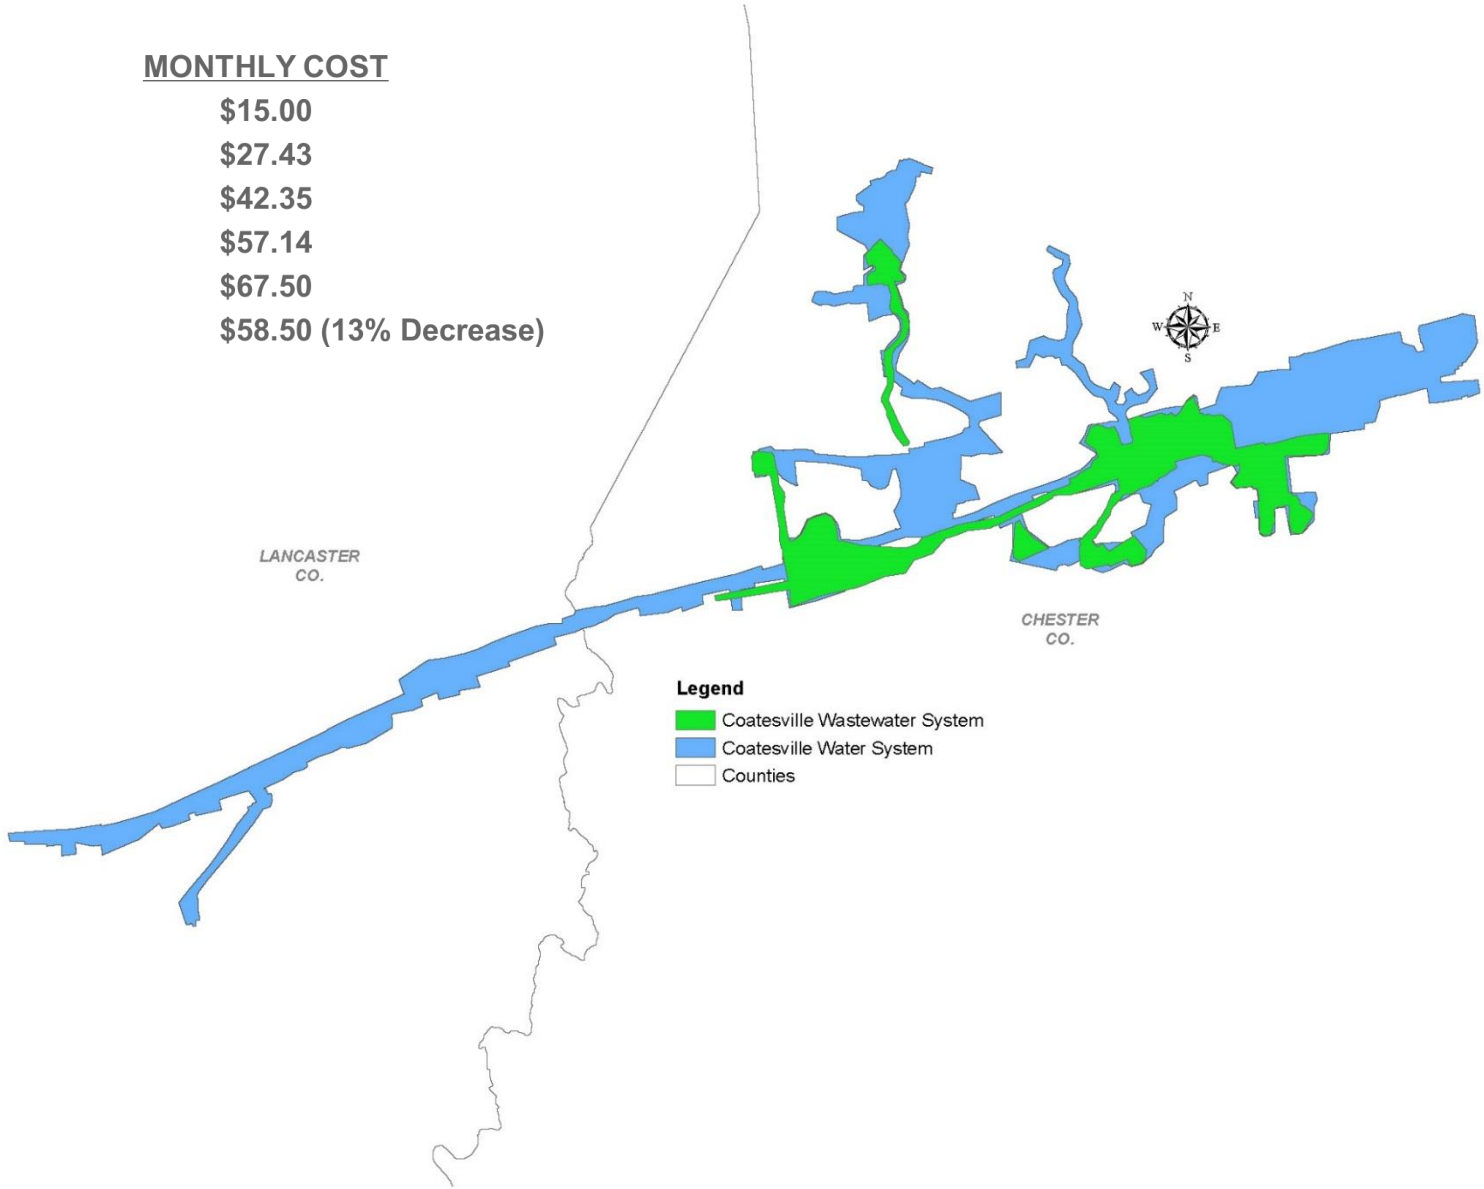 MONTHLY COST
$15.00
$27.43
$42.35
$57.14
$67.50
$58.50 (13% Decrease)
N
W E
S
LANCASTER
CO.
CHESTER
CO.
Legend
Coatesville Wastewater System
Coatesville Water System
Counties